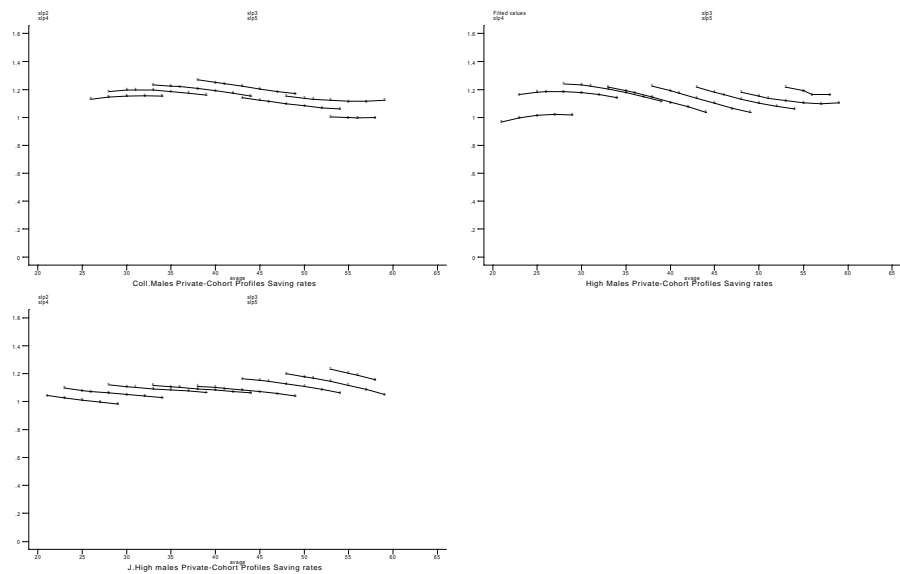 slp2 slp3
slp4 slp5
1.6
1.4
1.2
1
.8
.6
.4
.2
0
20 25 30 35 40 45 50 55 60 65
avage
Coll.Males Private-Cohort Profiles Saving rates
Fitted values slp3
slp4 slp5
1.6
1.4
1.2
1
.8
.6
.4
.2
0
20 25 30 35 40 45 50 55 60 65
avage
High Males Private-Cohort Profiles Saving rates
slp2 slp3
slp4 slp5
1.6
1.4
1.2
1
.8
.6
.4
.2
0
20 25 30 35 40 45 50 55 60 65
avage
J.High males Private-Cohort Profiles Saving rates